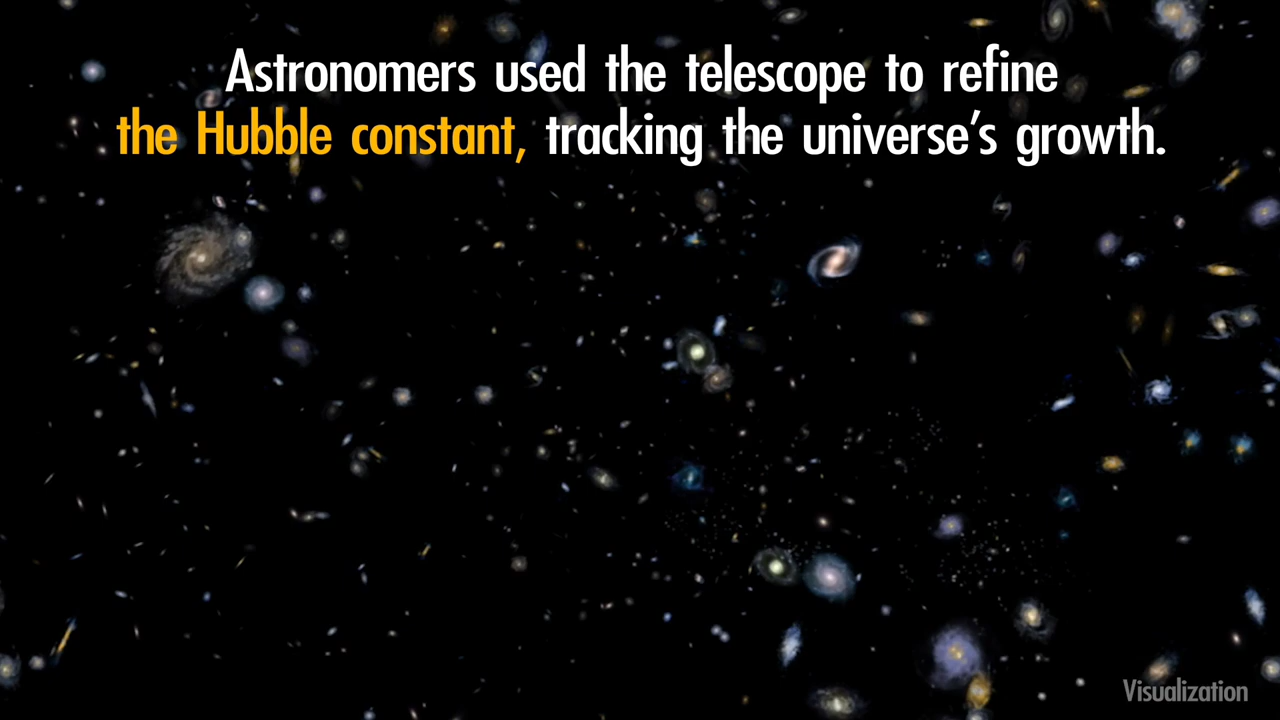 Astronomers used the telescope to refine
the Hubble constant, tracking the universe’s growth.
Visualization